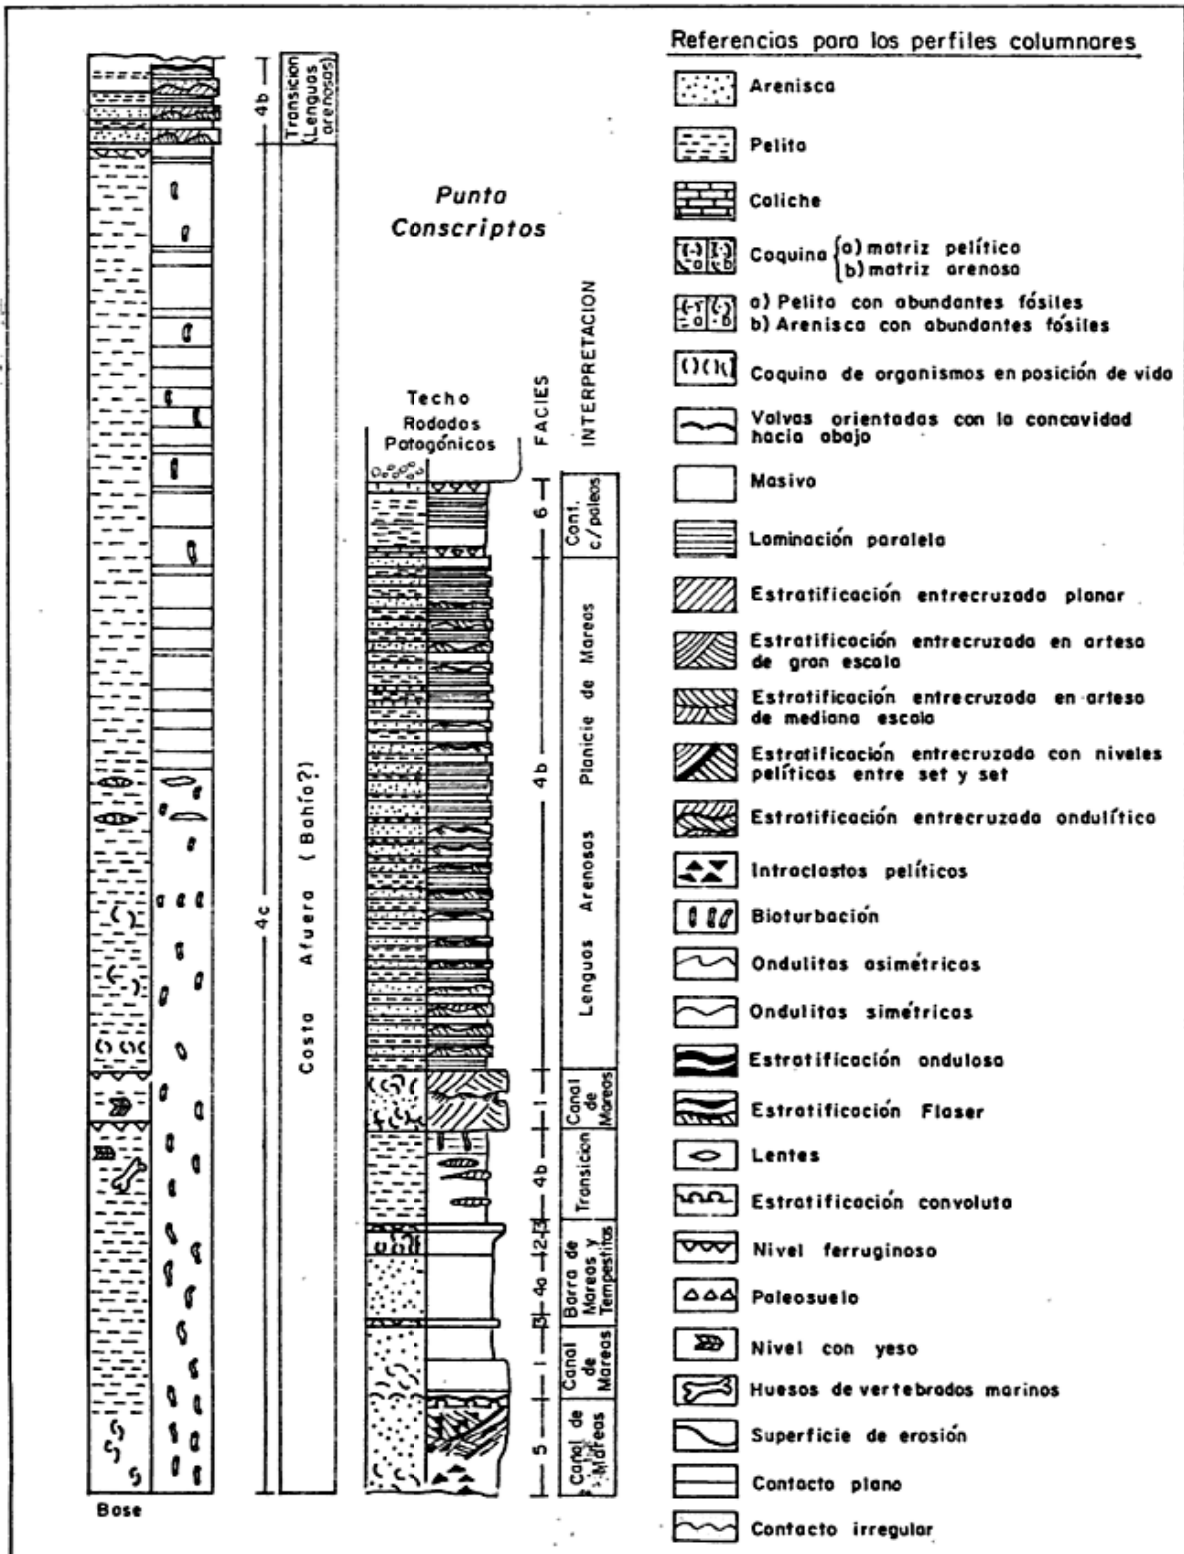 Referencias para los perfiles columnares
4b
Transicion
(Lenguas
arenosas)
4c
Costa Afuera (Bahía?)
Base
Punta
Conscriptos
Techo
Rodados
Patagónicos
FACIES
INTERPRETACION
6
Cont.
c/paleos
4b
Lenguas Arenosas Planicie de Mareas
1
Canal
de
Mareas
4b
Transicion
3
2
4a
3
Barra de
Mareas y
Tempestitas
1
Canal
de
Mareas
5
Canal de
Mareas
Arenisca
Pelita
Caliche
Coquina a) matriz pelítica
b) matriz arenosa
a) Pelita con abundantes fósiles
b) Arenisca con abundantes fósiles
Coquina de organismos en posición de vida
Valvas orientadas con la concavidad
hacia abajo
Masivo
Laminación paralela
Estratificación entrecruzada planar
Estratificación entrecruzada en artesa
de gran escala
Estratificación entrecruzada en artesa
de mediana escala
Estratificación entrecruzada con niveles
pelíticos entre set y set
Estratificación entrecruzada ondulítica
Intraclastos pelíticos
Bioturbación
Ondulitas asimétricas
Ondulitas simétricas
Estratificación ondulosa
Estratificación Flaser
Lentes
Estratificación convoluta
Nivel ferruginoso
Paleosuelo
Nivel con yeso
Huesos de vertebrados marinos
Superficie de erosión
Contacto plano
Contacto irregular